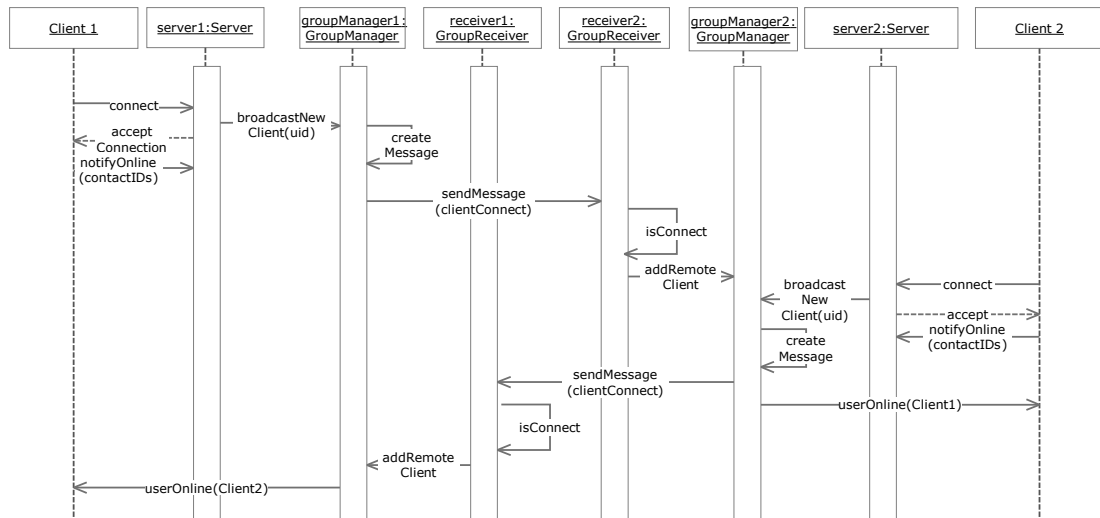 Client 1
server1:Server
groupManager1:
GroupManager
receiver1:
GroupReceiver
receiver2:
GroupReceiver
groupManager2:
GroupManager
server2:Server
Client 2
connect
broadcastNew
Client(uid)
accept
Connection
notifyOnline
(contactIDs)
create
Message
sendMessage
(clientConnect)
isConnect
addRemote
Client
connect
broadcast
New
Client(uid)
accept
notifyOnline
(contactIDs)
create
Message
sendMessage
(clientConnect)
userOnline(Client1)
isConnect
addRemote
Client
userOnline(Client2)